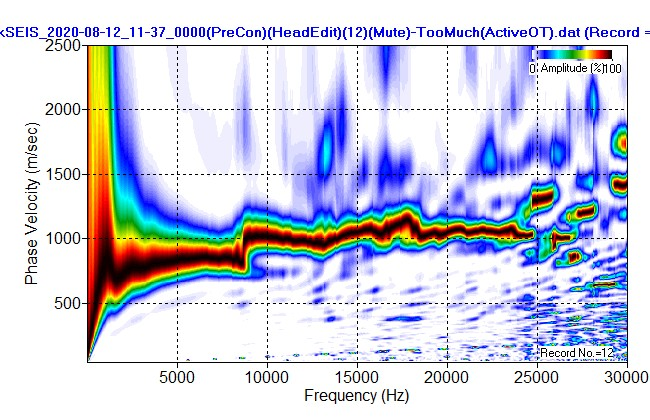 kSEIS_2020-08-12_11-37_0000(PreCon)(HeadEdit)(12)(Mute)-TooMuch(ActiveOT).dat (Record =
0 Amplitude (%)100
2500
2000
1500
1000
500
Phase Velocity (m/sec)
Record No.=12
5000 10000 15000 20000 25000 30000
Frequency (Hz)